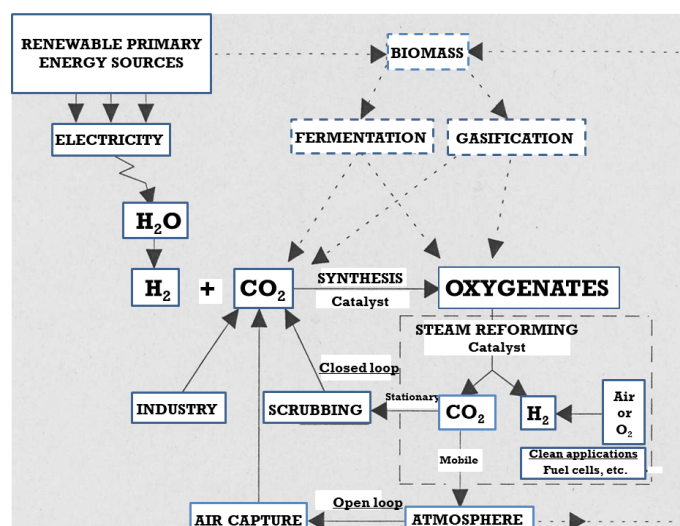 RENEWABLE PRIMARY
ENERGY SOURCES
BIOMASS
ELECTRICITY
FERMENTATION
GASIFICATION
H₂O
H₂ + CO₂
SYNTHESIS
Catalyst
OXYGENATES
STEAM REFORMING
Catalyst
Closed loop
INDUSTRY
SCRUBBING
Stationary
CO₂
H₂
Air
or
O₂
Clean applications
Fuel cells, etc.
Mobile
Open loop
AIR CAPTURE
ATMOSPHERE